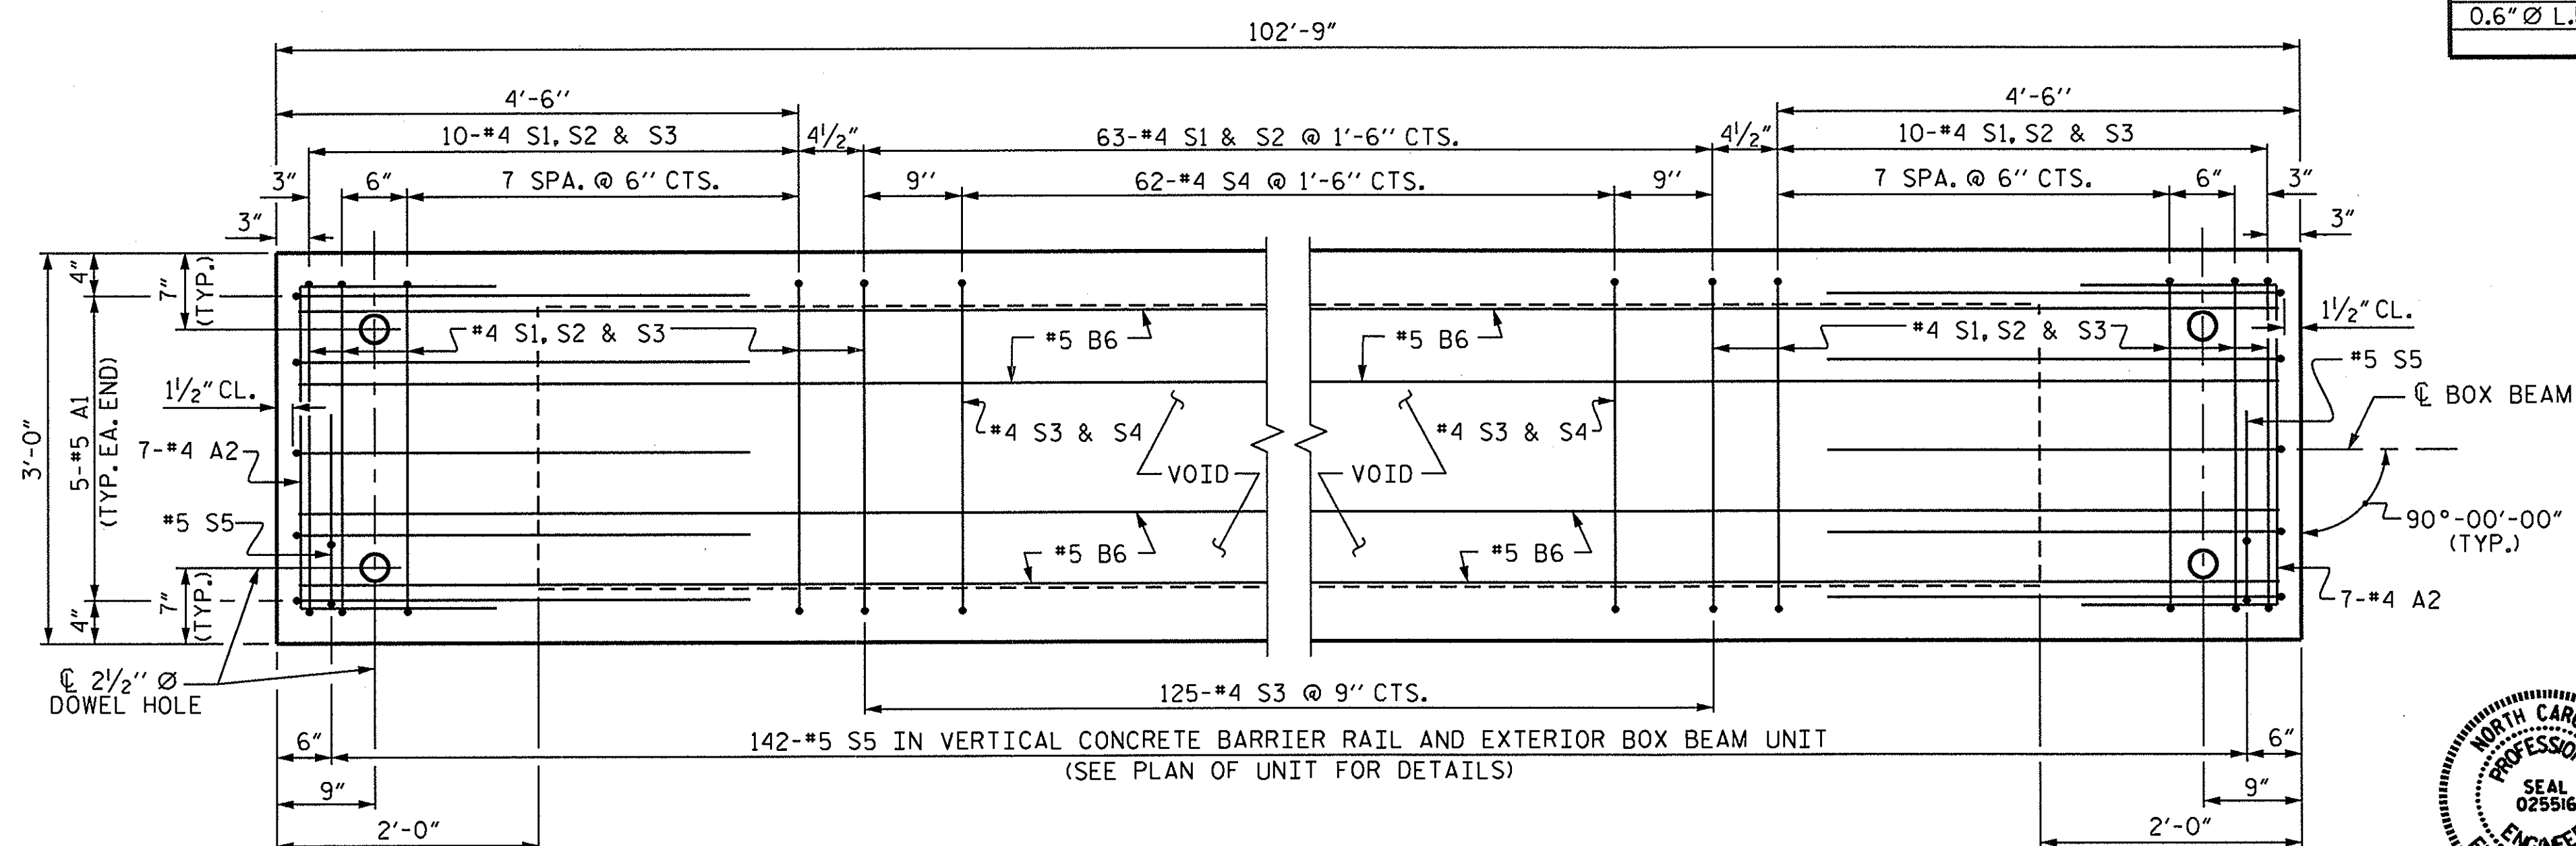 102'-9"
0.6" Ø L.
4'-6''
4'-6''
10-#4 S1, S2 & S3
4½"
63-#4 S1 & S2 @ 1'-6'' CTS.
4½"
10-#4 S1, S2 & S3
3"
6"
7 SPA. @ 6'' CTS.
9''
62-#4 S4 @ 1'-6'' CTS.
9''
7 SPA. @ 6'' CTS.
6"
3"
3"
3"
4"
7"
(TYP.)
#4 S1, S2 & S3
#5 B6
#5 B6
#4 S1, S2 & S3
1½" CL.
#5 S5
1½" CL.
℄ BOX BEAM
3'-0"
5-#5 A1
(TYP. EA. END)
7-#4 A2
#4 S3 & S4
#4 S3 & S4
VOID
VOID
#5 S5
#5 B6
#5 B6
90°-00'-00"
(TYP.)
7"
(TYP.)
4"
7-#4 A2
℄ 2½'' Ø
DOWEL HOLE
125-#4 S3 @ 9'' CTS.
6"
142-#5 S5 IN VERTICAL CONCRETE BARRIER RAIL AND EXTERIOR BOX BEAM UNIT
6"
(SEE PLAN OF UNIT FOR DETAILS)
9"
9"
2'-0"
2'-0"
NORTH CAR
PROFESSION
SEAL
025516
ENGINEER